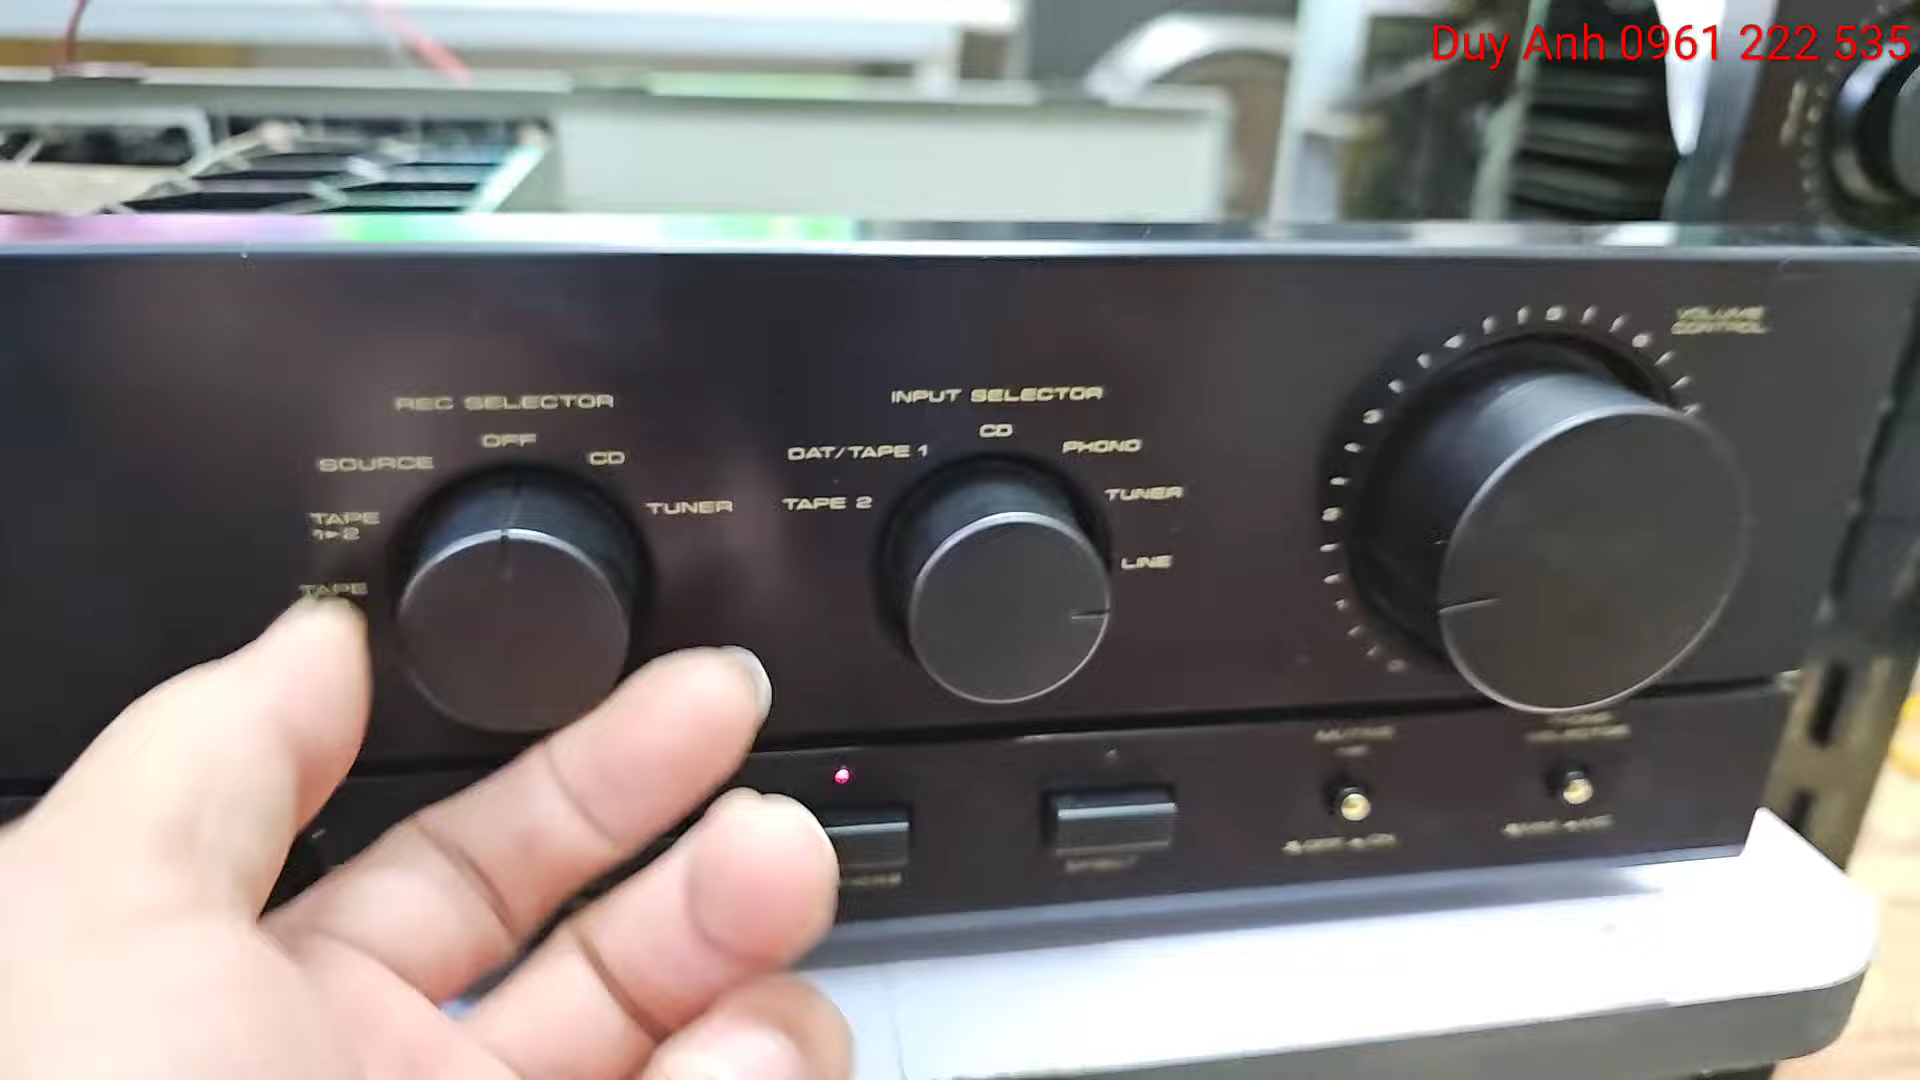 Duy Anh 0961 222 535
VOLUME
CONTROL
REC SELECTOR
OFF
SOURCE
CD
TAPE
1▸2
TUNER
TAPE
INPUT SELECTOR
CD
DAT/TAPE 1
PHONO
TAPE 2
TUNER
LINE
MUTING